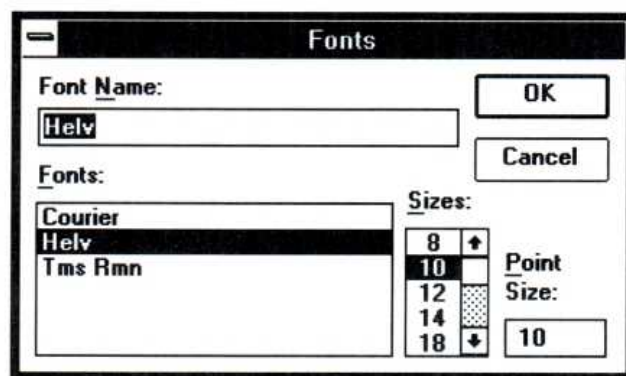 Fonts
Font Name:
Helv
OK
Cancel
Fonts:
Courier
Helv
Tms Rmn
Sizes:
8
10
12
14
18
Point
Size:
10